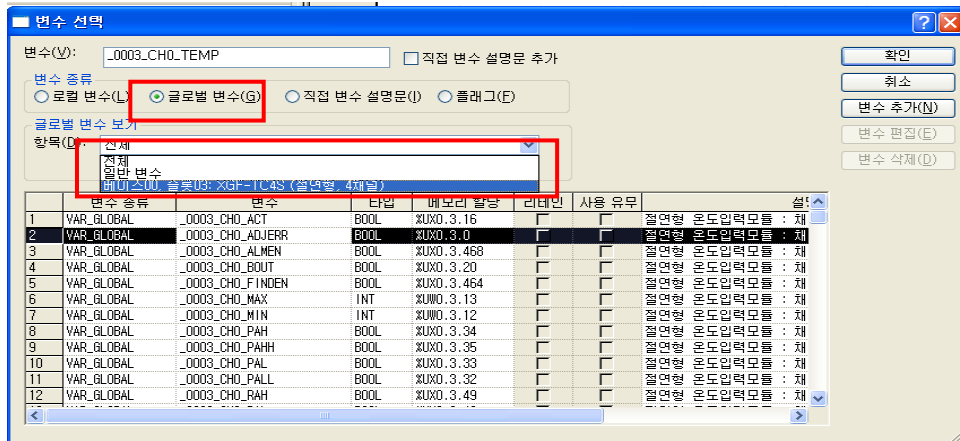 변수 선택
변수(V):
_0003_CH0_TEMP
직접 변수 설명문 추가
확인
취소
변수 추가(N)
변수 편집(E)
변수 삭제(D)
변수 종류
로컬 변수(L)
글로벌 변수(G)
직접 변수 설명문(I)
플래그(F)
글로벌 변수 보기
항목(D):
전체
전체
일반 변수
베이스00, 슬롯03: XGF-TC4S (절연형, 4채널)
변수 종류 변수 타입 메모리 할당 리테인 사용 유무
1 VAR_GLOBAL _0003_CH0_ACT BOOL %UX0.3.16 절연형 온도입력모듈 : 채
2 VAR_GLOBAL _0003_CH0_ADJERR BOOL %UX0.3.0 절연형 온도입력모듈 : 채
3 VAR_GLOBAL _0003_CH0_ALMEN BOOL %UX0.3.468 절연형 온도입력모듈 : 채
4 VAR_GLOBAL _0003_CH0_BOUT BOOL %UX0.3.20 절연형 온도입력모듈 : 채
5 VAR_GLOBAL _0003_CH0_FINDEN BOOL %UX0.3.464 절연형 온도입력모듈 : 채
6 VAR_GLOBAL _0003_CH0_MAX INT %UW0.3.13 절연형 온도입력모듈 : 채
7 VAR_GLOBAL _0003_CH0_MIN INT %UW0.3.12 절연형 온도입력모듈 : 채
8 VAR_GLOBAL _0003_CH0_PAH BOOL %UX0.3.34 절연형 온도입력모듈 : 채
9 VAR_GLOBAL _0003_CH0_PAHH BOOL %UX0.3.35 절연형 온도입력모듈 : 채
10 VAR_GLOBAL _0003_CH0_PAL BOOL %UX0.3.33 절연형 온도입력모듈 : 채
11 VAR_GLOBAL _0003_CH0_PALL BOOL %UX0.3.32 절연형 온도입력모듈 : 채
12 VAR_GLOBAL _0003_CH0_RAH BOOL %UX0.3.49 절연형 온도입력모듈 : 채